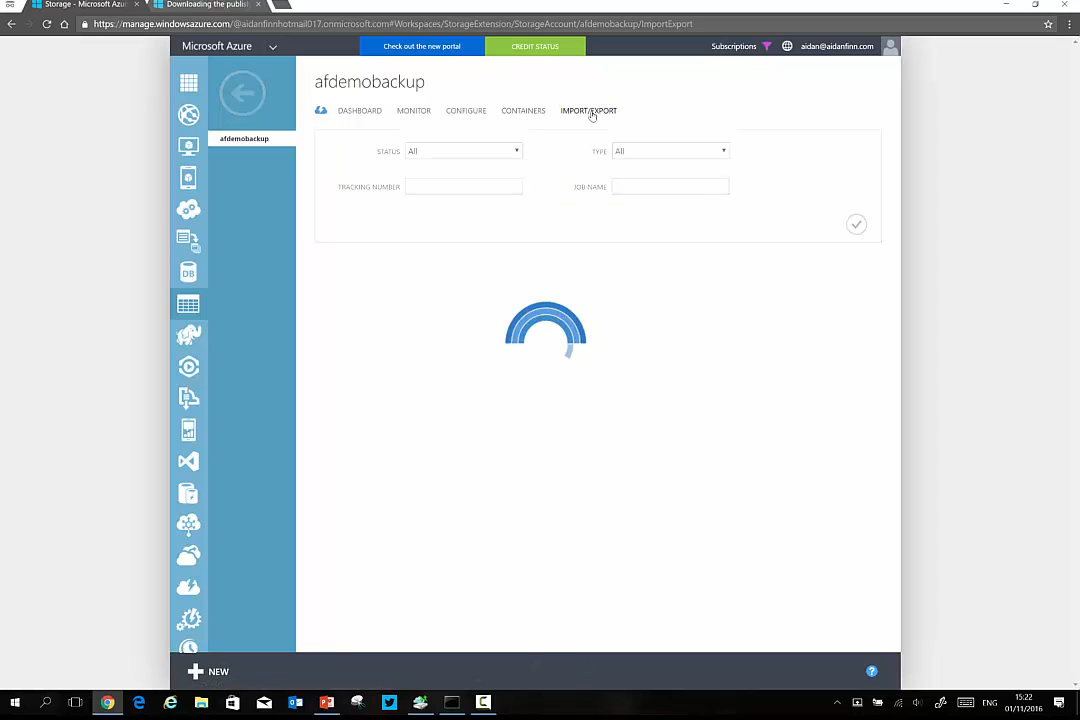 Storage - Microsoft Azur
Downloading the publis
https://manage.windowsazure.com/@aidanfinnhotmail017.onmicrosoft.com#Workspaces/StorageExtension/StorageAccount/afdemobackup/ImportExport
Microsoft Azure
Check out the new portal
CREDIT STATUS
Subscriptions
aidan@aidanfinn.com
afdemobackup
afdemobackup
DASHBOARD
MONITOR
CONFIGURE
CONTAINERS
IMPORT/EXPORT
STATUS
All
TYPE
All
TRACKING NUMBER
JOB NAME
DB
NEW
?
ENG
15:22
01/11/2016